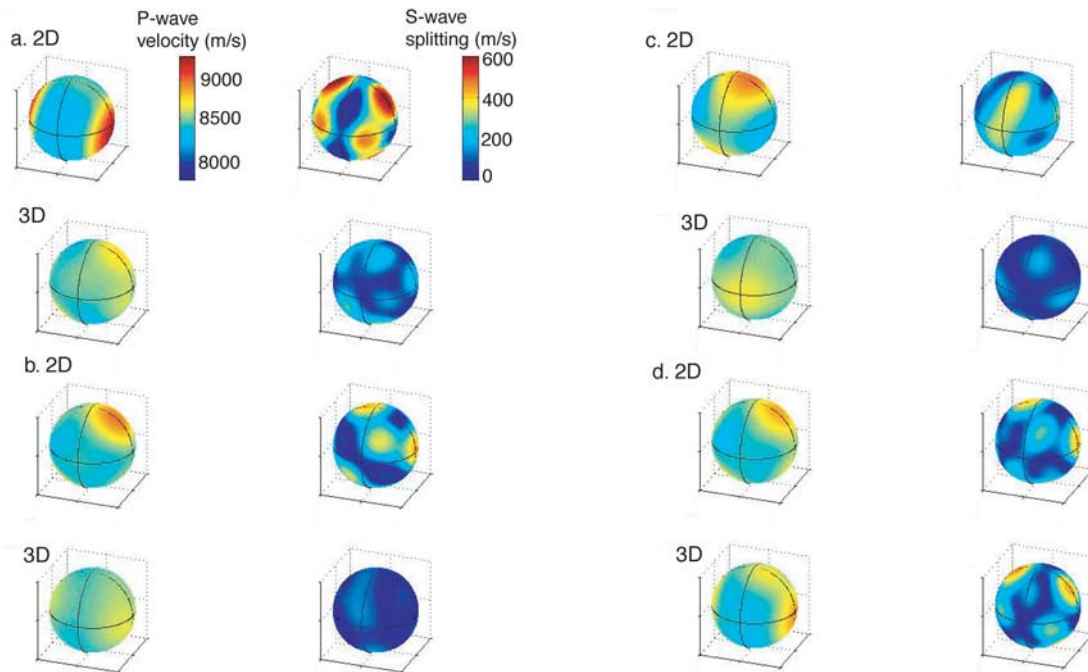 a. 2D
P-wave
velocity (m/s)
9000
8500
8000
S-wave
splitting (m/s)
600
400
200
0
c. 2D
3D
3D
b. 2D
d. 2D
3D
3D